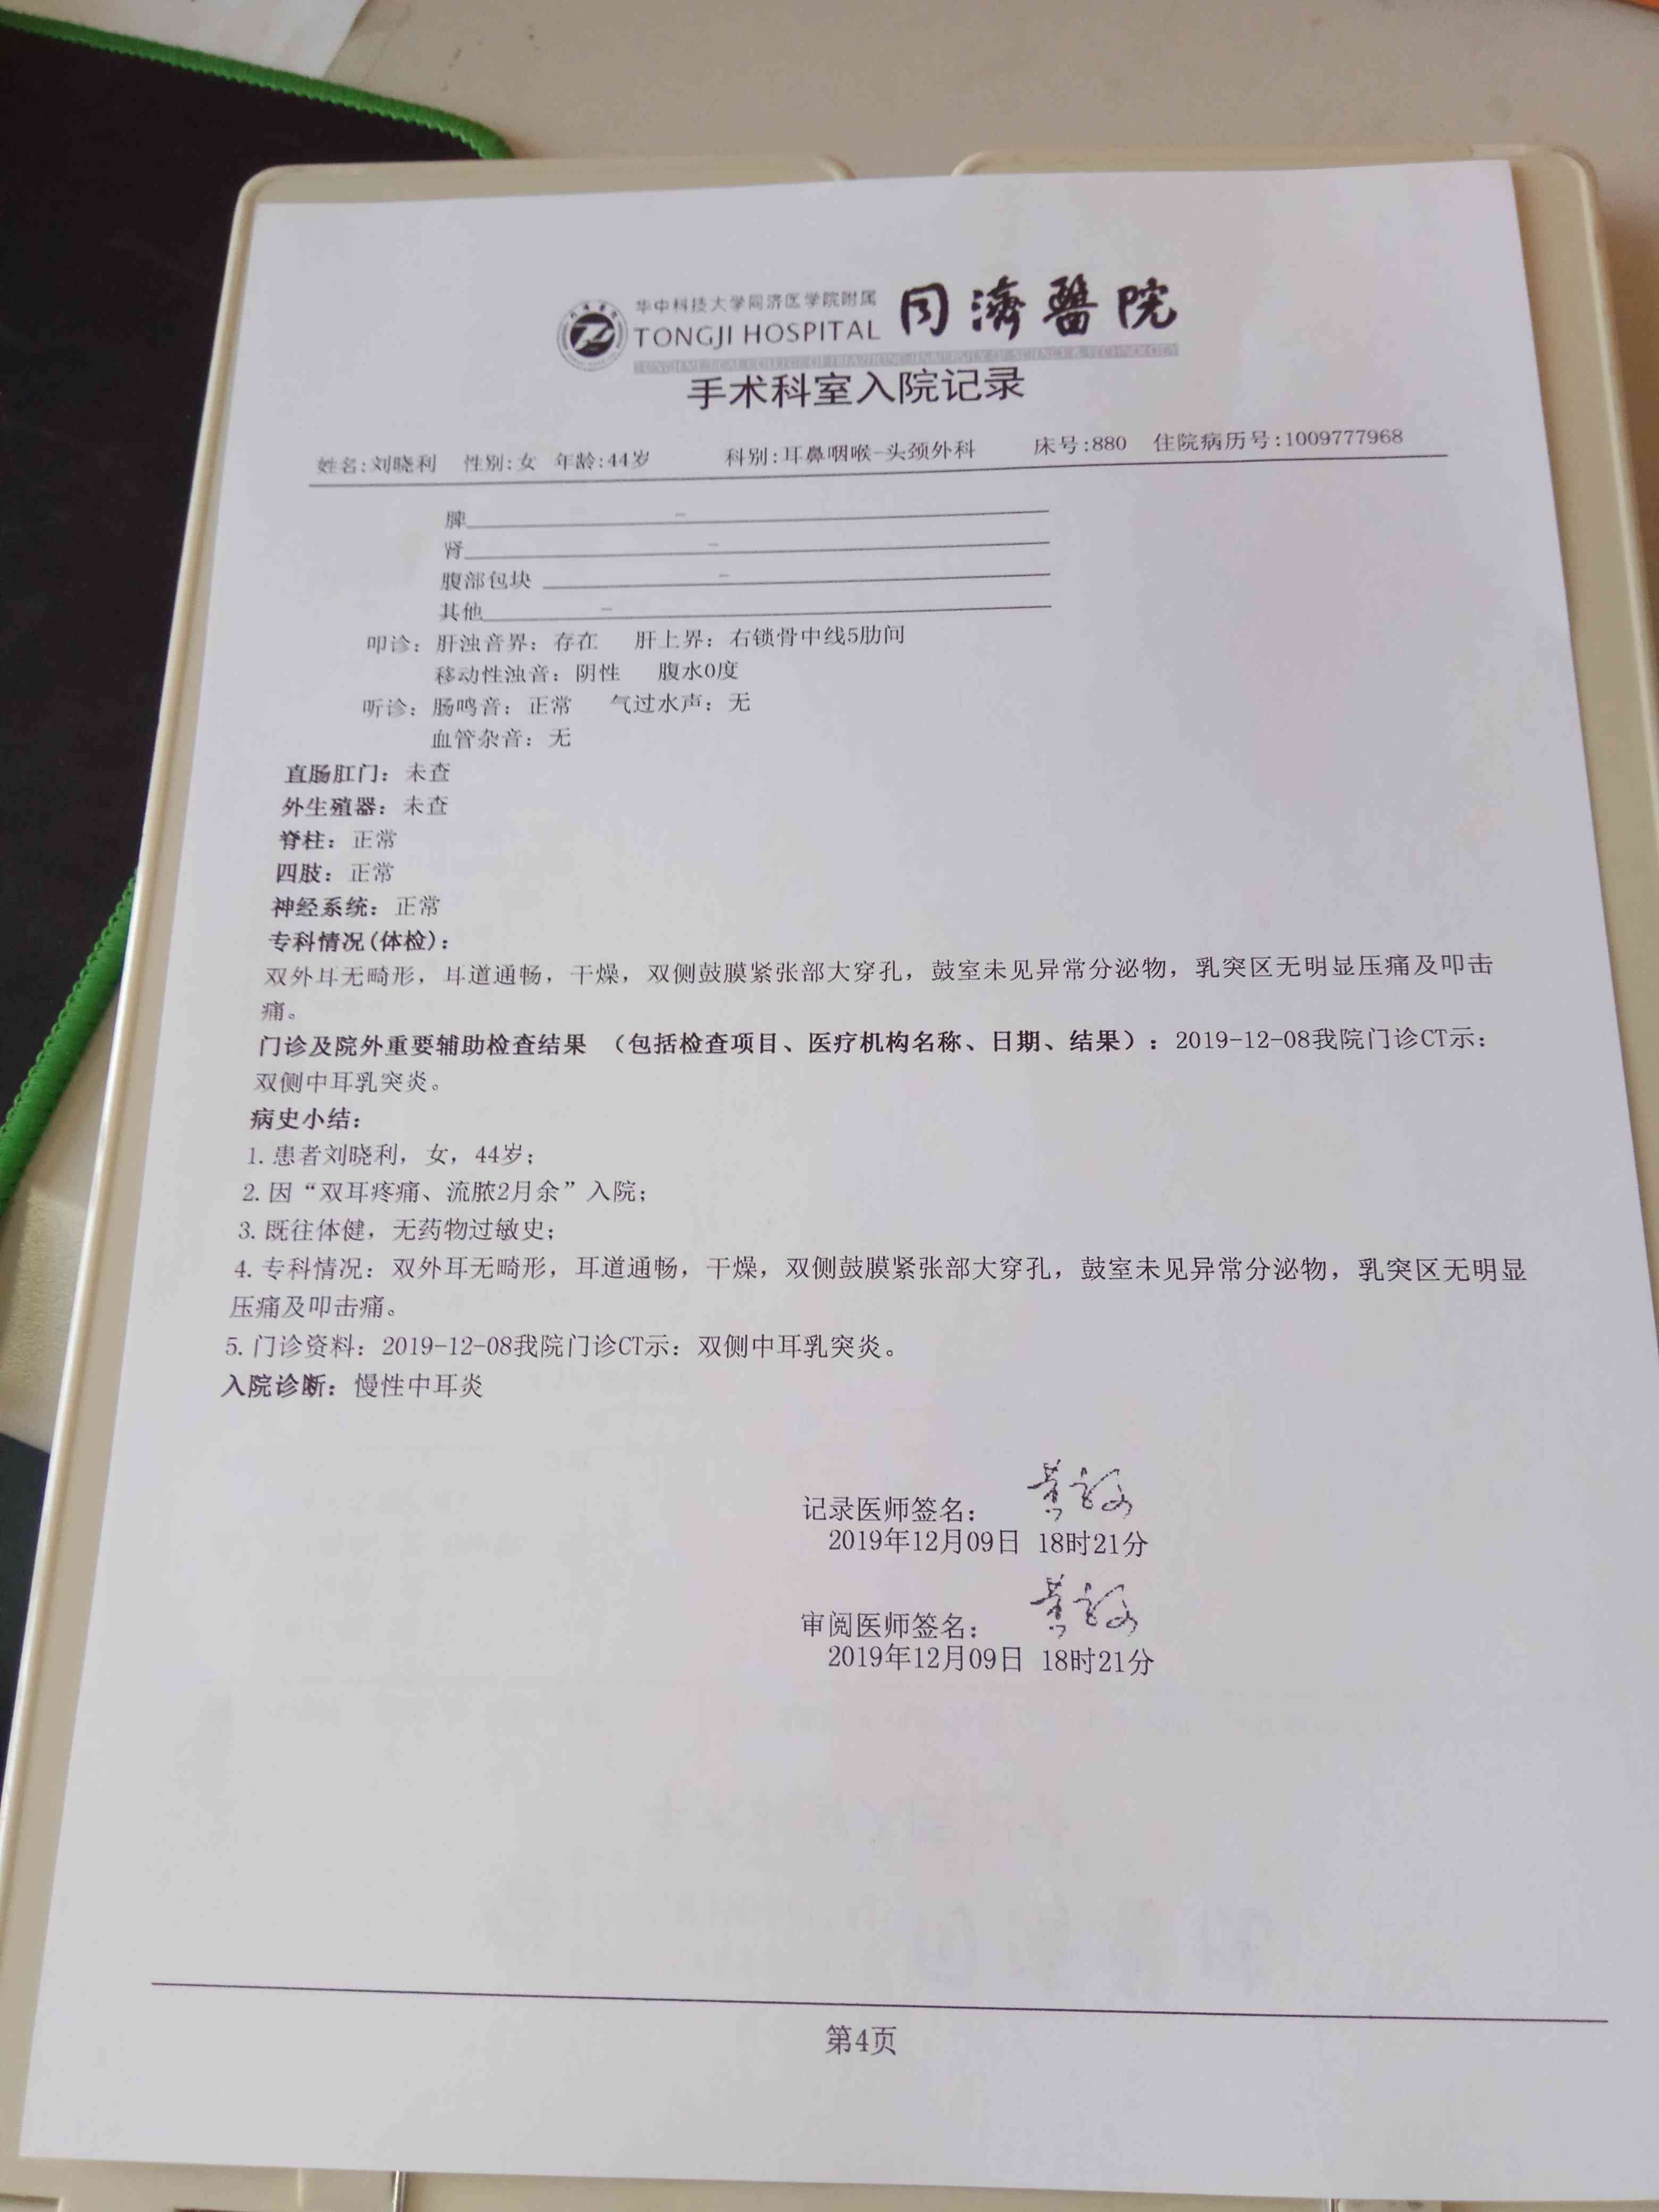 华中科技大学同济医学院附属
TONGJI HOSPITAL
同濟醫院
TONGJI MEDICAL COLLEGE OF HUAZHONG UNIVERSITY OF SCIENCE & TECHNOLOGY
手术科室入院记录
姓名:刘晓利 性别:女 年龄:44岁 科别:耳鼻咽喉-头颈外科 床号:880 住院病历号:1009777968
脾 -
肾 -
腹部包块 -
其他 -
叩诊：肝浊音界：存在 肝上界：右锁骨中线5肋间
移动性浊音：阴性 腹水0度
听诊：肠鸣音：正常 气过水声：无
血管杂音：无
直肠肛门：未查
外生殖器：未查
脊柱：正常
四肢：正常
神经系统：正常
专科情况(体检)：
双外耳无畸形，耳道通畅，干燥，双侧鼓膜紧张部大穿孔，鼓室未见异常分泌物，乳突区无明显压痛及叩击
痛。
门诊及院外重要辅助检查结果 （包括检查项目、医疗机构名称、日期、结果）：2019-12-08我院门诊CT示：
双侧中耳乳突炎。
病史小结：
1. 患者刘晓利，女，44岁；
2. 因“双耳疼痛、流脓2月余”入院；
3. 既往体健，无药物过敏史；
4. 专科情况：双外耳无畸形，耳道通畅，干燥，双侧鼓膜紧张部大穿孔，鼓室未见异常分泌物，乳突区无明显
压痛及叩击痛。
5. 门诊资料：2019-12-08我院门诊CT示：双侧中耳乳突炎。
入院诊断：慢性中耳炎
记录医师签名：
2019年12月09日 18时21分
审阅医师签名：
2019年12月09日 18时21分
第4页